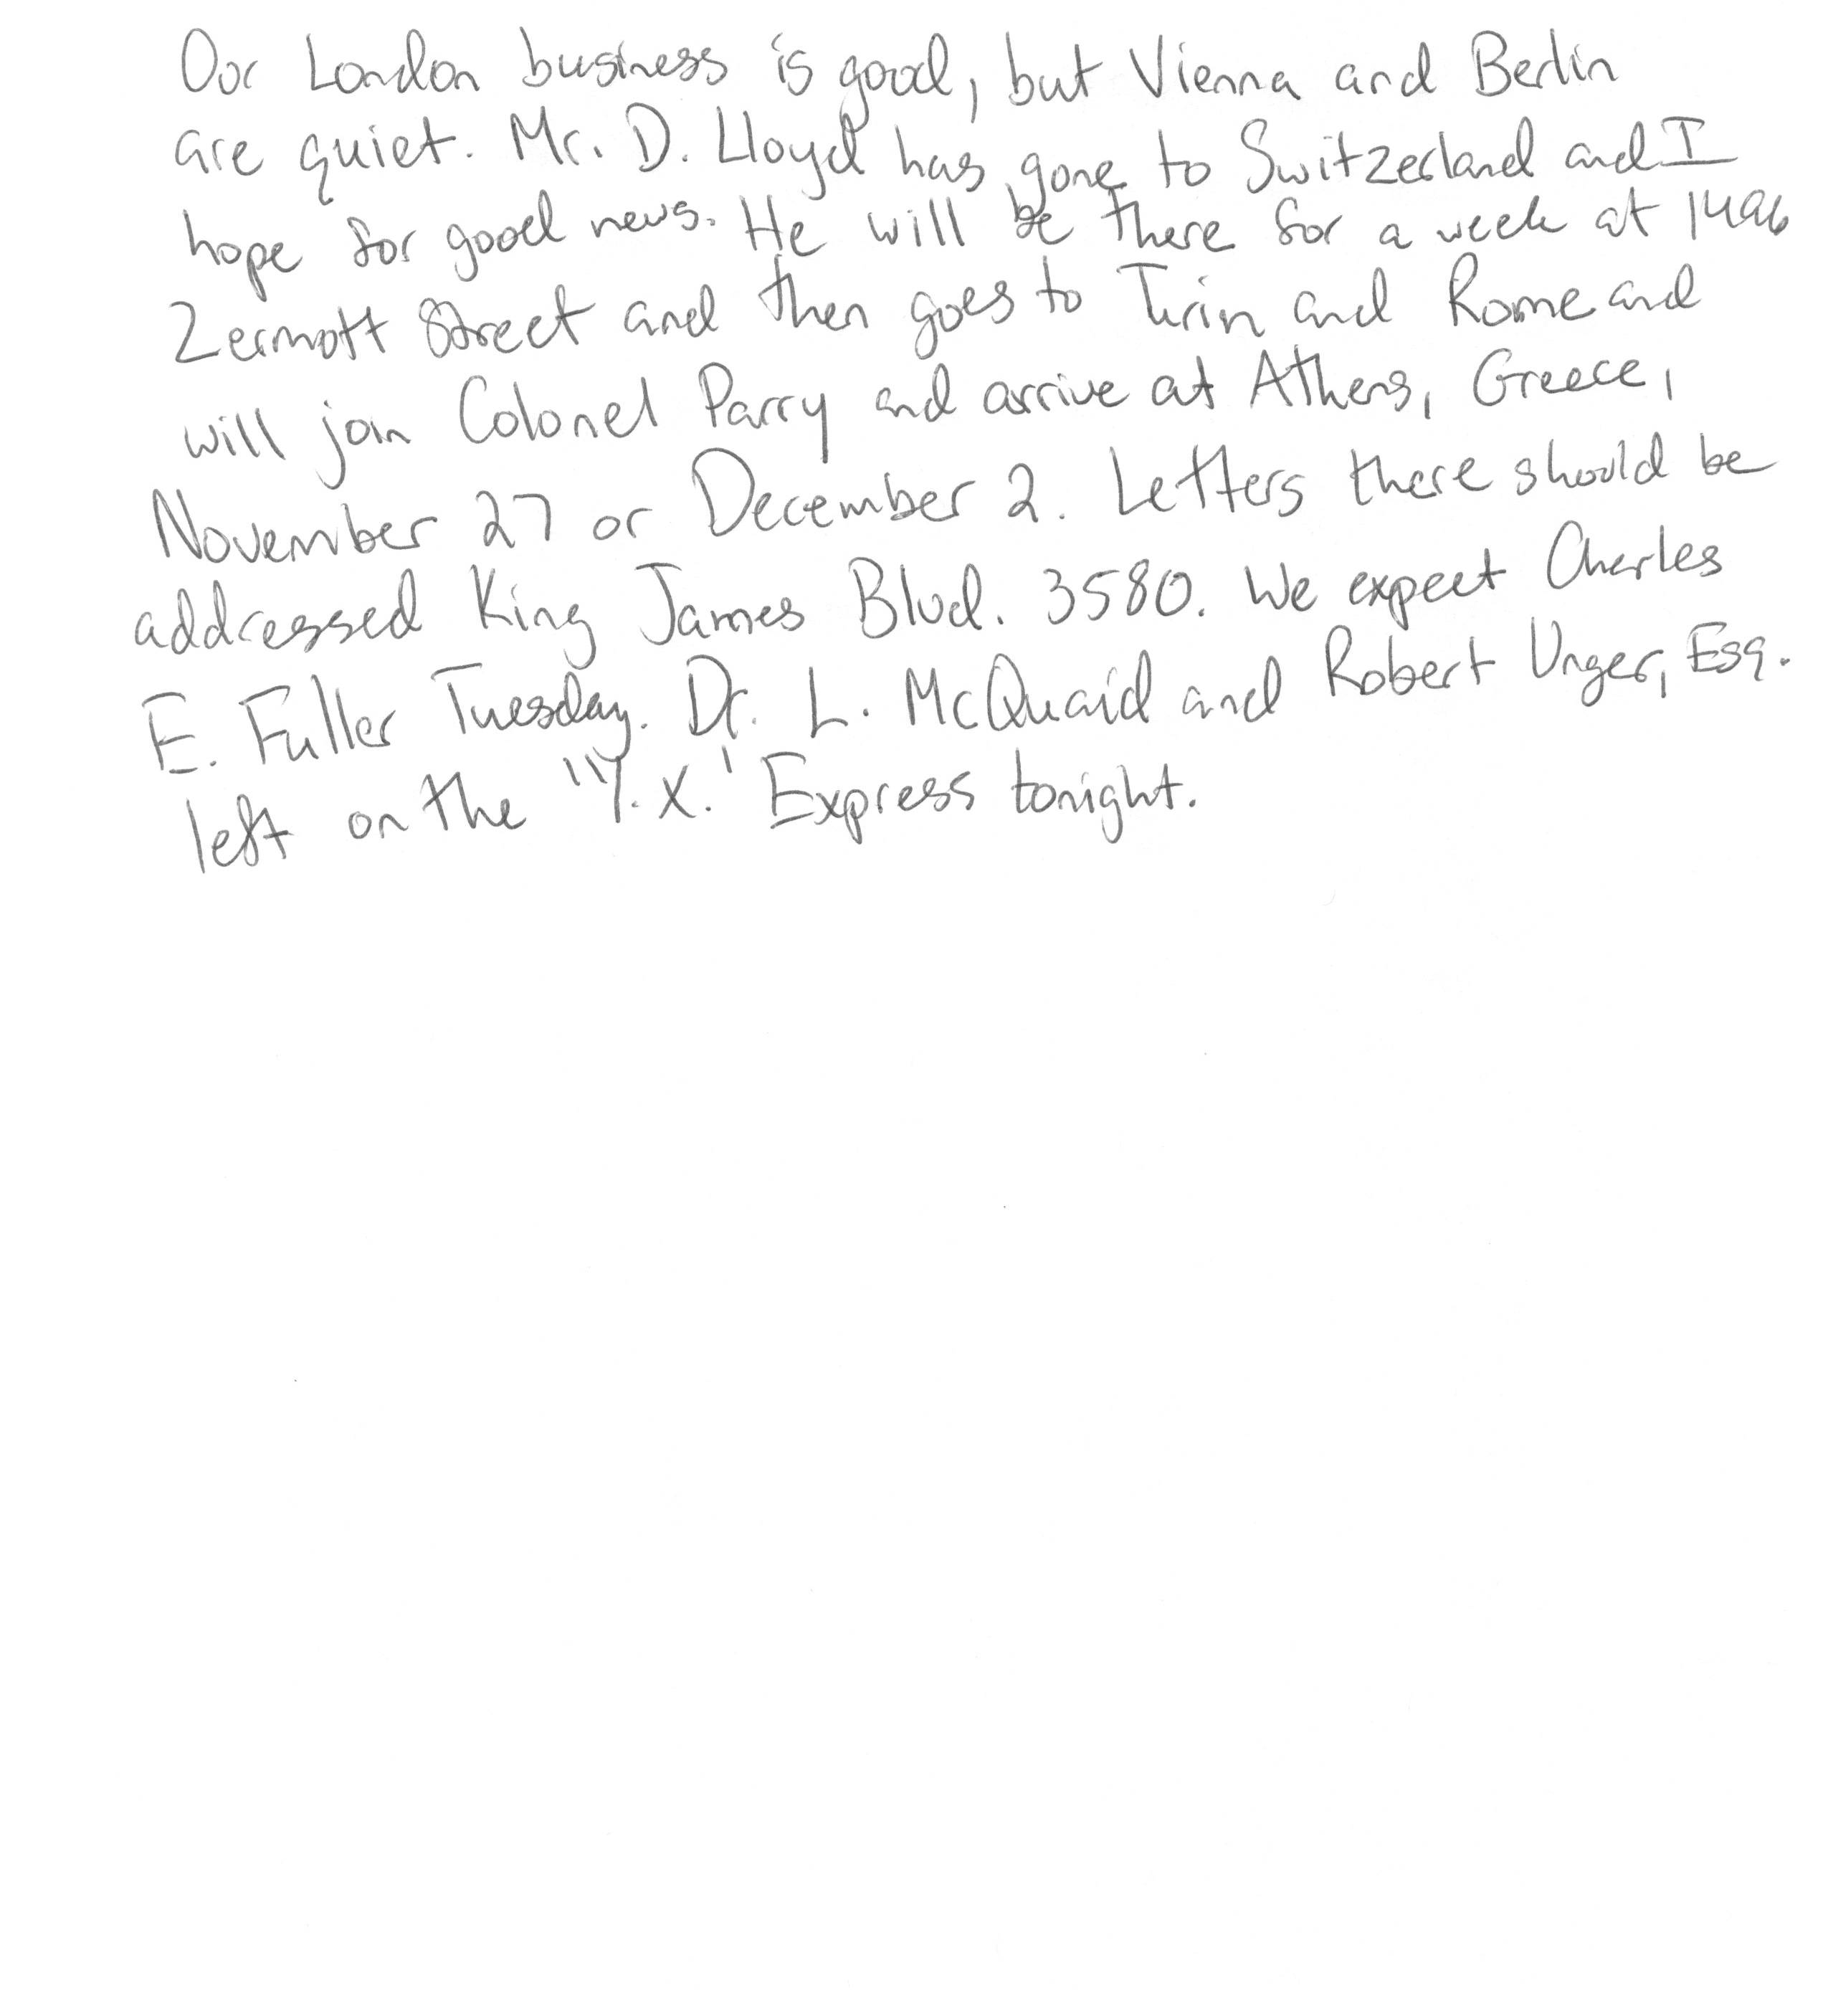 Our London business is good, but Vienna and Berlin
are quiet. Mr. D. Lloyd has gone to Switzerland and I
hope for good news. He will be there for a week at 1496
Zermott Street and then goes to Turin and Rome and
will join Colonel Parry and arrive at Athens, Greece,
November 27 or December 2. Letters there should be
addressed King James Blvd. 3580. We expect Charles
E. Fuller Tuesday. Dr. L. McQuaid and Robert Unger, Esq.
left on the "Y.X.' Express tonight.